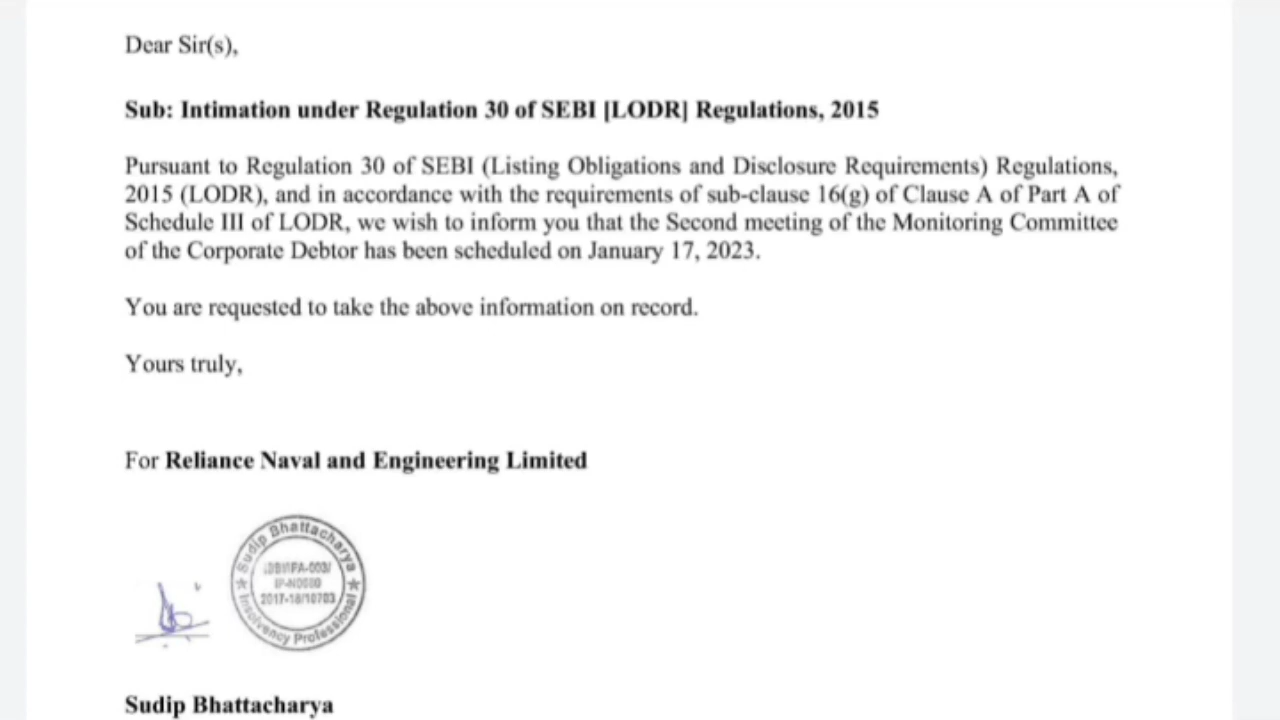 Dear Sir(s),
Sub: Intimation under Regulation 30 of SEBI [LODR] Regulations, 2015
Pursuant to Regulation 30 of SEBI (Listing Obligations and Disclosure Requirements) Regulations,
2015 (LODR), and in accordance with the requirements of sub-clause 16(g) of Clause A of Part A of
Schedule III of LODR, we wish to inform you that the Second meeting of the Monitoring Committee
of the Corporate Debtor has been scheduled on January 17, 2023.
You are requested to take the above information on record.
Yours truly,
For Reliance Naval and Engineering Limited
Sudip Bhattacharya
2017-18/10703
Insolvency Professional
Sudip Bhattacharya